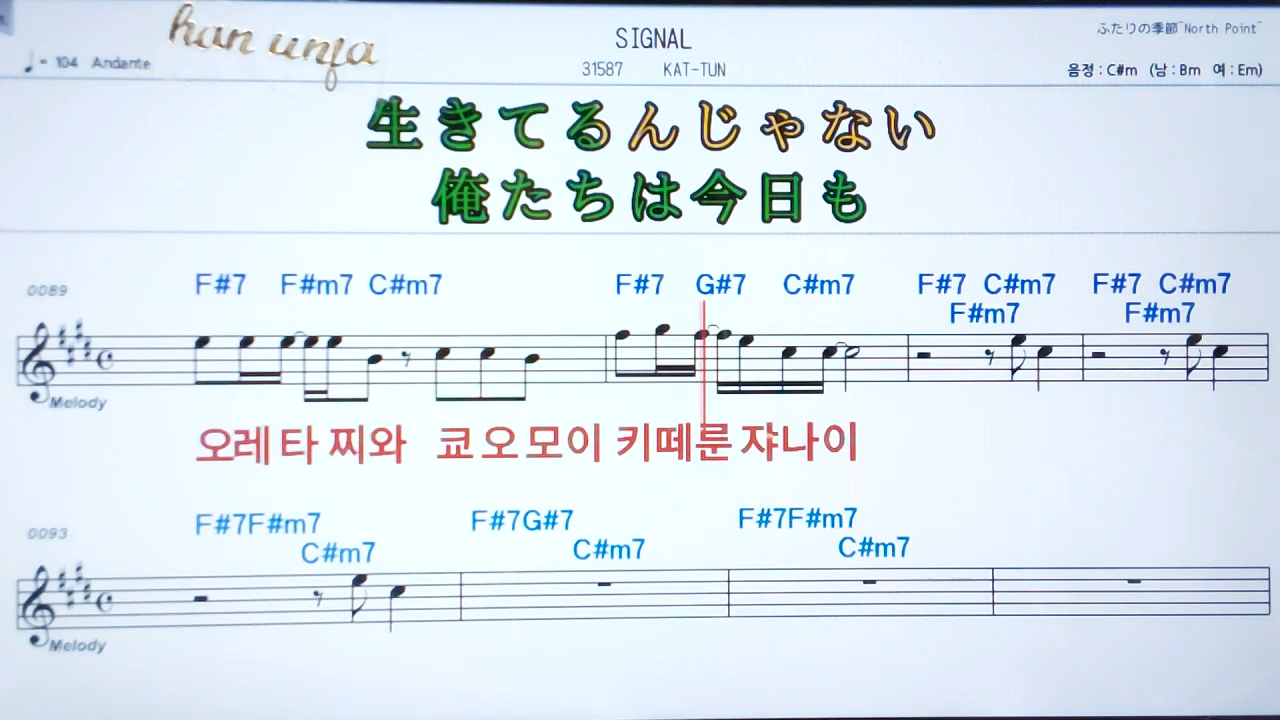 han unfa
SIGNAL
ふたりの季節~North Point~
♩= 104 Andante
31587 KAT-TUN
음정 : C#m (남 : Bm 여 : Em)
生きてるんじゃない
俺たちは今日も
0089
F#7 F#m7 C#m7 F#7 G#7 C#m7 F#7 C#m7 F#7 C#m7
F#m7 F#m7
Melody
오레타 찌와 쿄오모이 키떼룬 쟈나이
0093
F#7F#m7 F#7G#7 F#7F#m7
C#m7 C#m7 C#m7
Melody